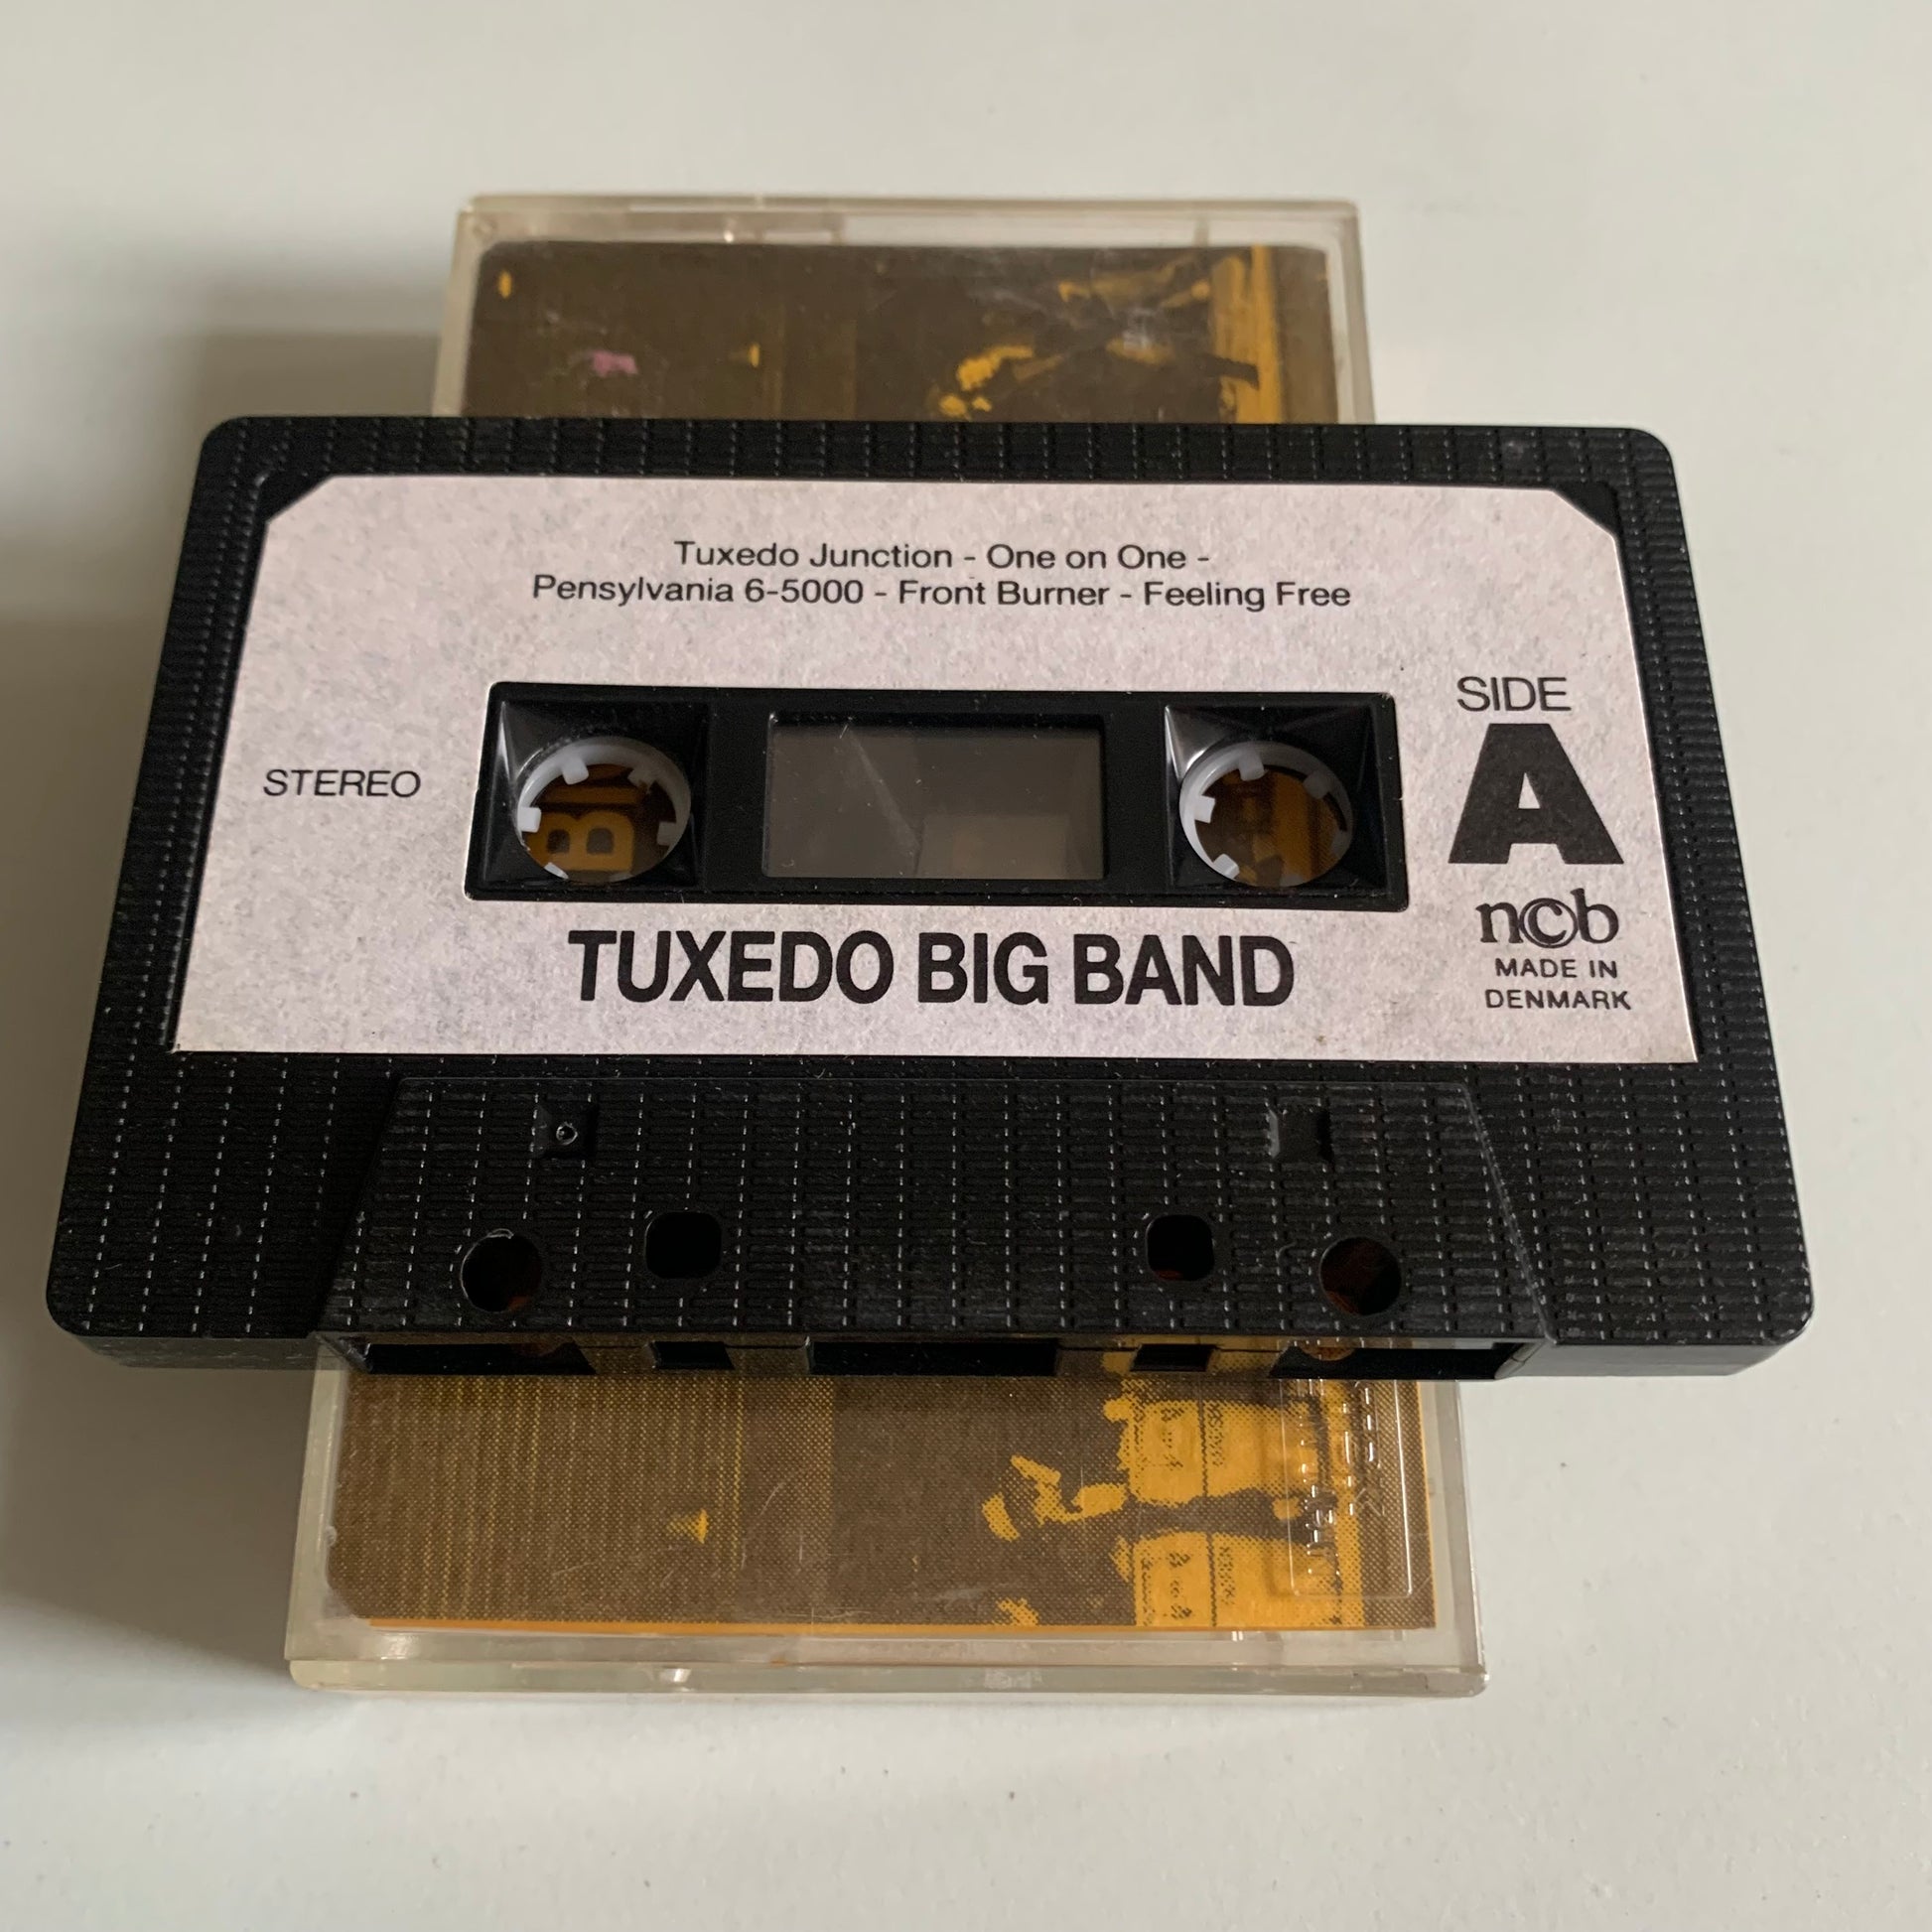 Tuxedo Junction - One on One -
Pensylvania 6-5000 - Front Burner - Feeling Free
SIDE
A
STEREO
B
ncb
MADE IN
DENMARK
TUXEDO BIG BAND